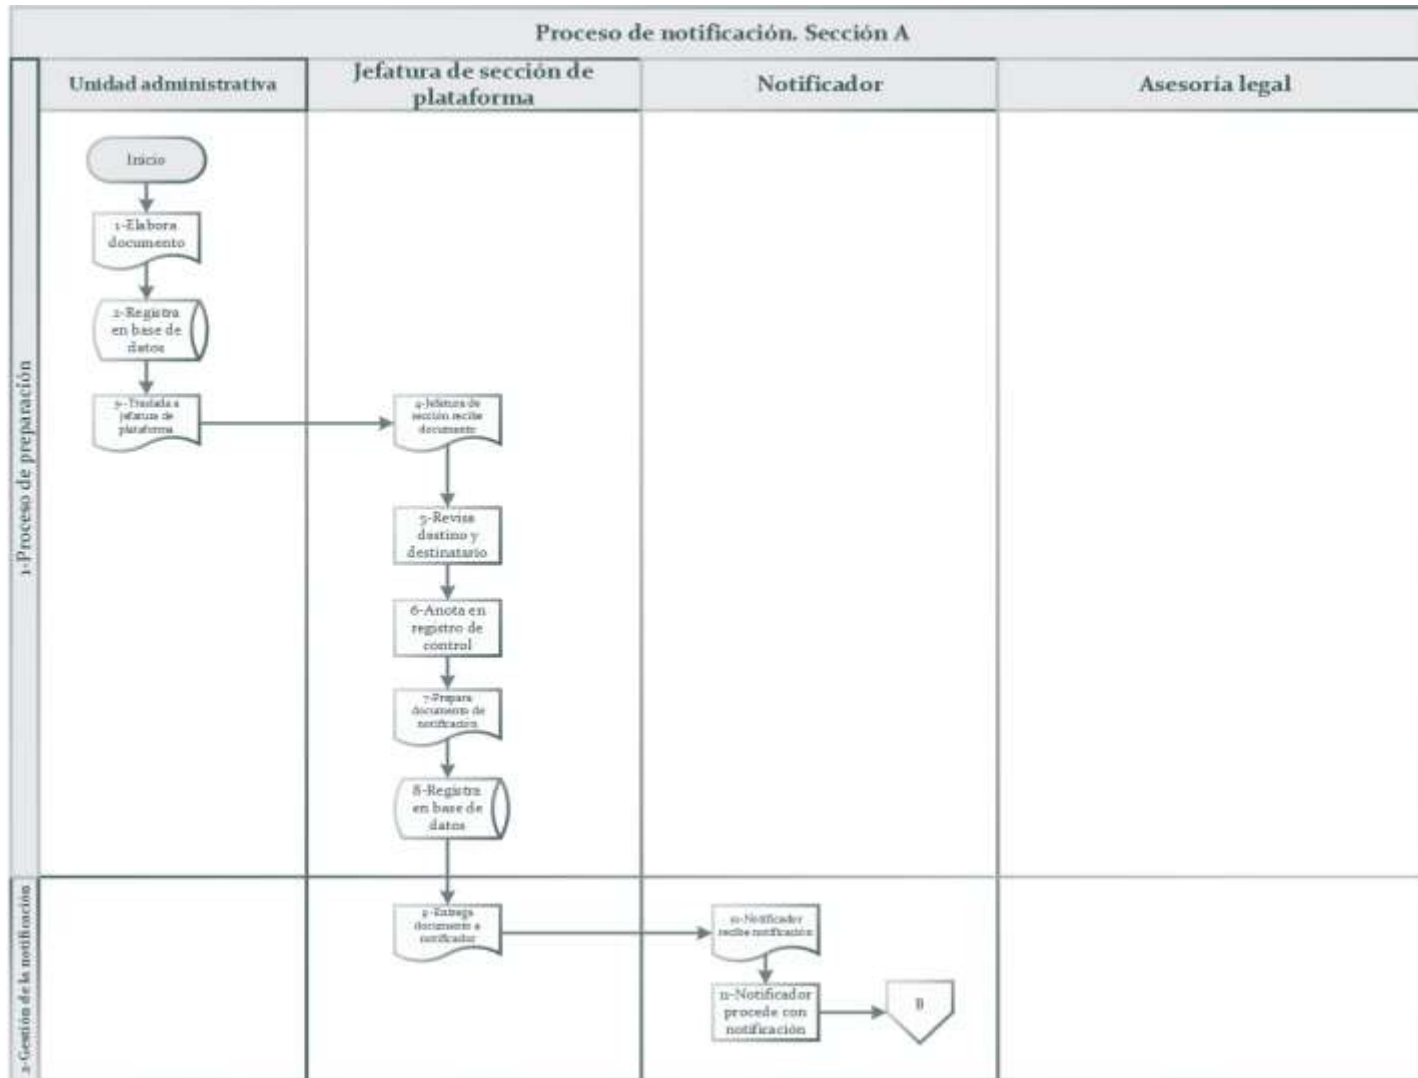 Proceso de notificación. Sección A
Unidad administrativa
Jefatura de sección de
plataforma
Notificador
Asesoría legal
1-Proceso de preparación
Inicio
1-Elabora
documento
2-Registra
en base de
datos
3-Traslada a
jefatura de
plataforma
4-Jefatura de
sección recibe
documento
5-Revisa
destino y
destinatario
6-Anota en
registro de
control
7-Prepara
documento de
notificación
8-Registra
en base de
datos
2-Gestión de la notificación
9-Entrega
documento a
notificador
10-Notificador
recibe notificación
11-Notificador
procede con
notificación
B